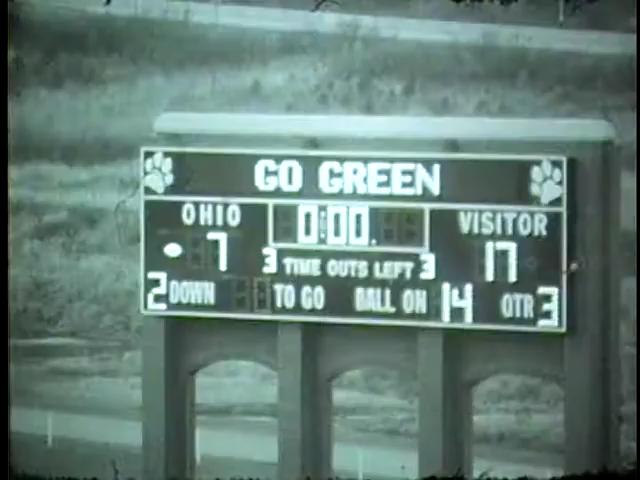 GO GREEN
OHIO 0:00. VISITOR
7 3 TIME OUTS LEFT 3 17
2 DOWN TO GO BALL ON 14 QTR 3